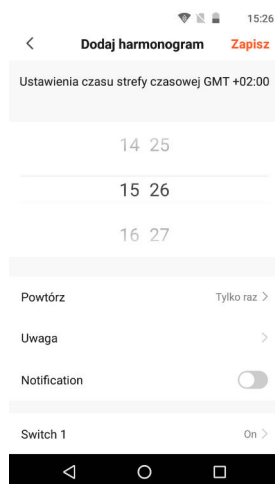 15:26
Dodaj harmonogram Zapisz
Ustawienia czasu strefy czasowej GMT +02:00
14 25
15 26
16 27
Powtórz Tylko raz
Uwaga
Notification
Switch 1 On